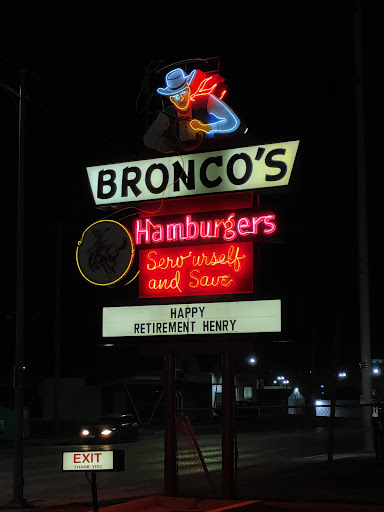 BRONCO'S
Hamburgers
Serv'urself
and Save
HAPPY
RETIREMENT HENRY
EXIT
THANK YOU